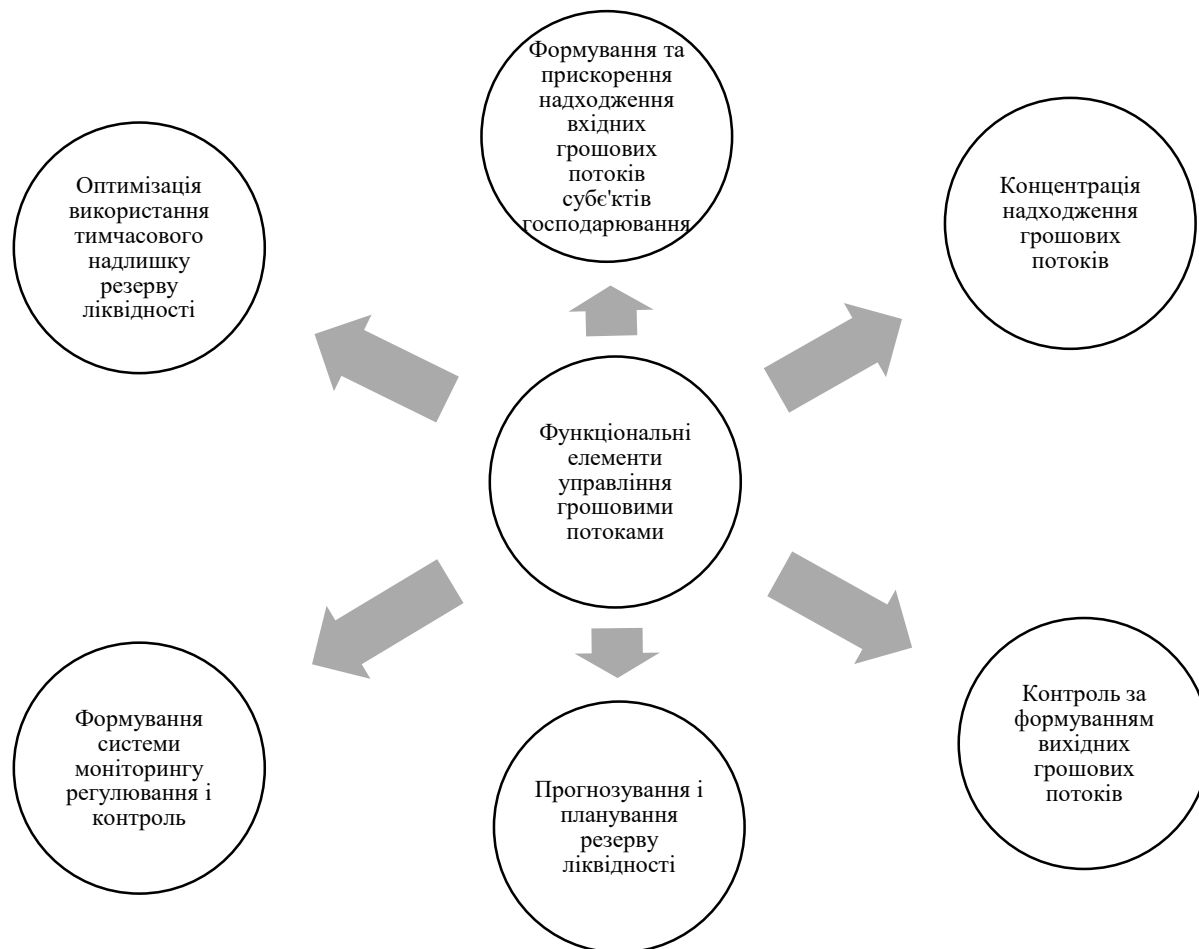 Формування та
прискорення
надходження
вхідних
грошових
потоків
субє'ктів
господарювання
Оптимізація
використання
тимчасового
надлишку
резерву
ліквідності
Концентрація
надходження
грошових
потоків
Функціональні
елементи
управління
грошовими
потоками
Формування
системи
моніторингу
регулювання і
контроль
Прогнозування і
планування
резерву
ліквідності
Контроль за
формуванням
вихідних
грошових
потоків